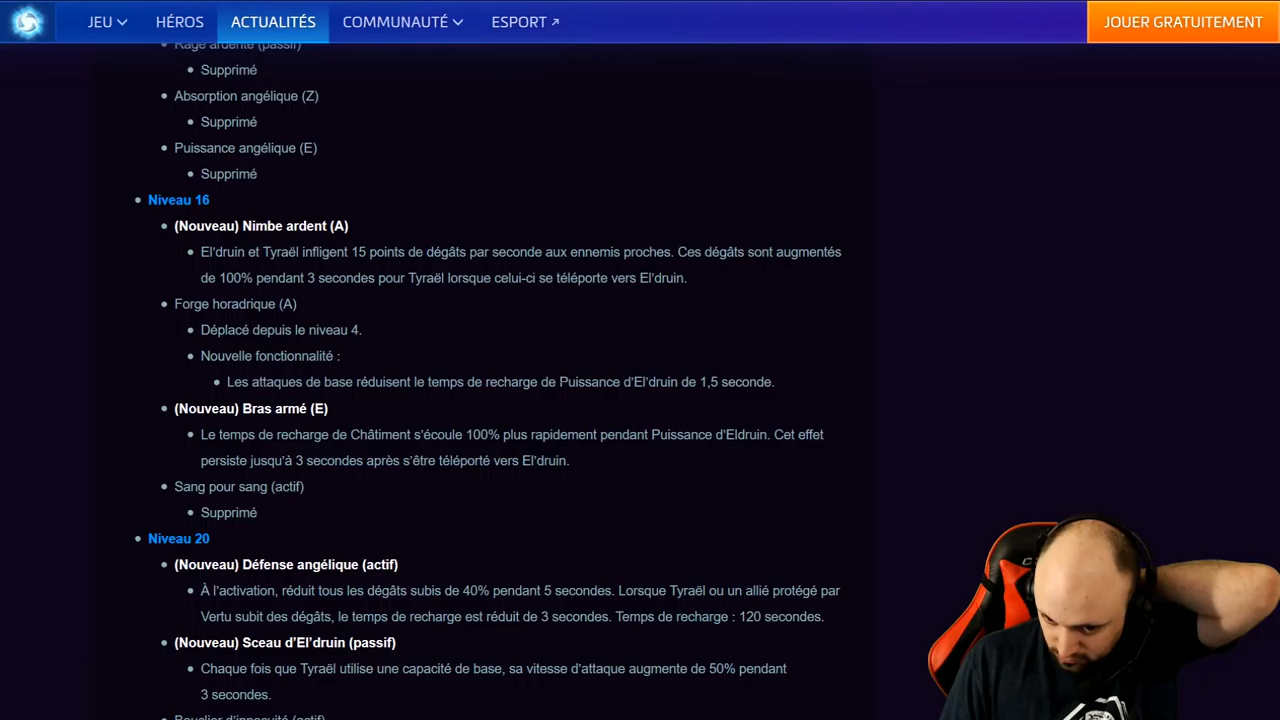 JEU
HÉROS
ACTUALITÉS
COMMUNAUTÉ
ESPORT
JOUER GRATUITEMENT
Rage ardente (passif)
Supprimé
Absorption angélique (Z)
Supprimé
Puissance angélique (E)
Supprimé
Niveau 16
(Nouveau) Nimbe ardent (A)
El'druin et Tyraël infligent 15 points de dégâts par seconde aux ennemis proches. Ces dégâts sont augmentés
de 100% pendant 3 secondes pour Tyraël lorsque celui-ci se téléporte vers El'druin.
Forge horadrique (A)
Déplacé depuis le niveau 4.
Nouvelle fonctionnalité :
Les attaques de base réduisent le temps de recharge de Puissance d'El'druin de 1,5 seconde.
(Nouveau) Bras armé (E)
Le temps de recharge de Châtiment s'écoule 100% plus rapidement pendant Puissance d'Eldruin. Cet effet
persiste jusqu'à 3 secondes après s'être téléporté vers El'druin.
Sang pour sang (actif)
Supprimé
Niveau 20
(Nouveau) Défense angélique (actif)
À l'activation, réduit tous les dégâts subis de 40% pendant 5 secondes. Lorsque Tyraël ou un allié protégé par
Vertu subit des dégâts, le temps de recharge est réduit de 3 secondes. Temps de recharge : 120 secondes.
(Nouveau) Sceau d'El'druin (passif)
Chaque fois que Tyraël utilise une capacité de base, sa vitesse d'attaque augmente de 50% pendant
3 secondes.
Bouclier d'innocuité (actif)